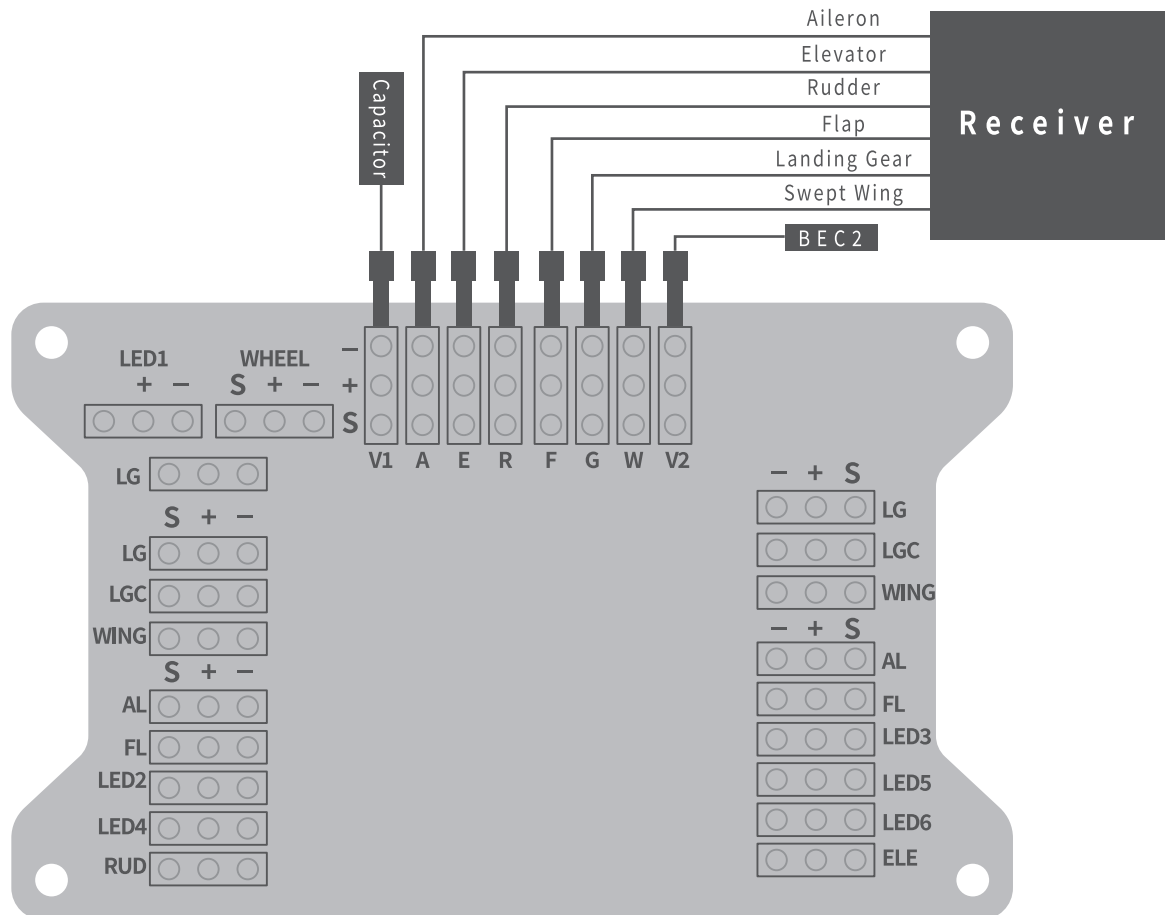 Aileron
Elevator
Rudder
Flap
Landing Gear
Swept Wing
Receiver
Capacitor
BEC2
LED1
+ −
WHEEL
S + −
−
+
S
V1 A E R F G W V2
LG
S + −
LG
LGC
WING
S + −
AL
FL
LED2
LED4
RUD
− + S
LG
LGC
WING
− + S
AL
FL
LED3
LED5
LED6
ELE